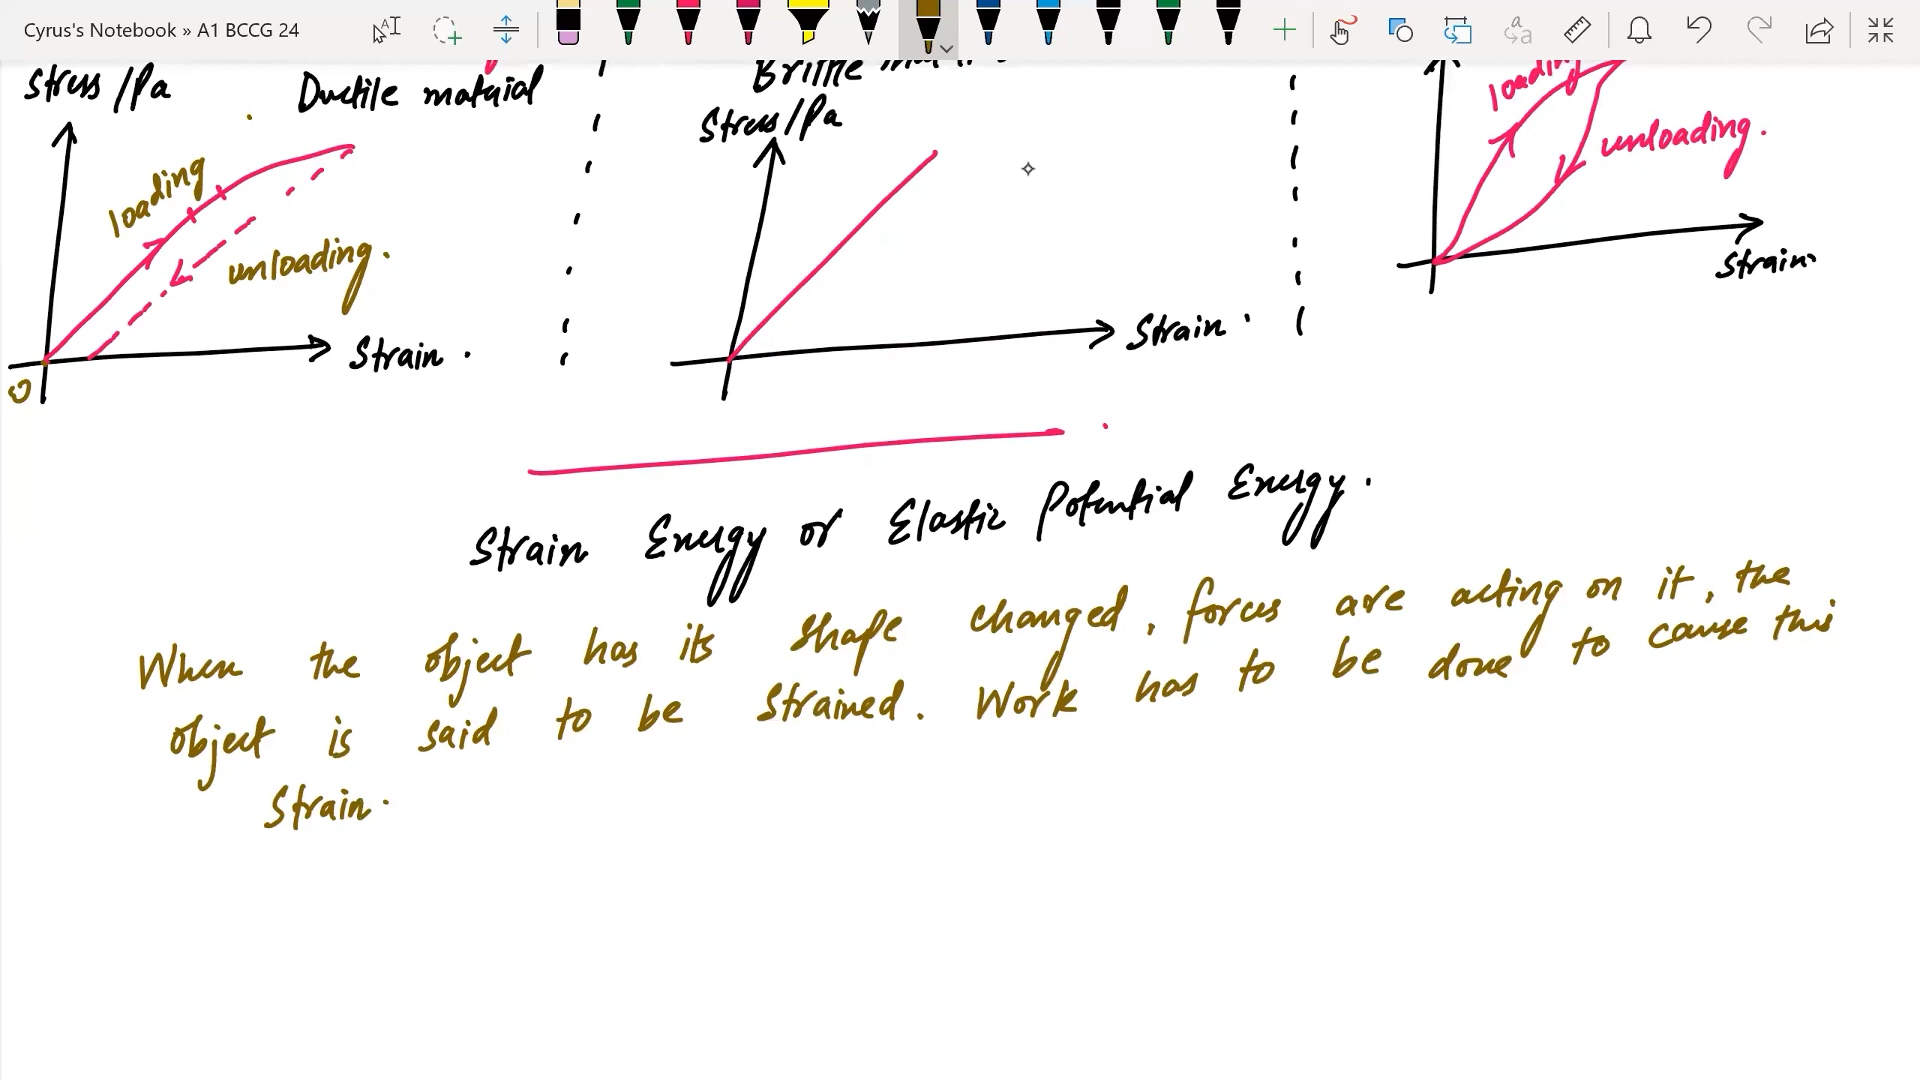 Cyrus's Notebook » A1 BCCG 24
Stress/Pa
Ductile material
Brittle
Stress/Pa
loading
unloading.
loading
unloading.
Strain.
Strain.
Strain.
O
Strain Energy or Elastic Potential Energy.
When the object has its shape changed, forces are acting on it, the
object is said to be strained. Work has to be done to cause this
Strain.